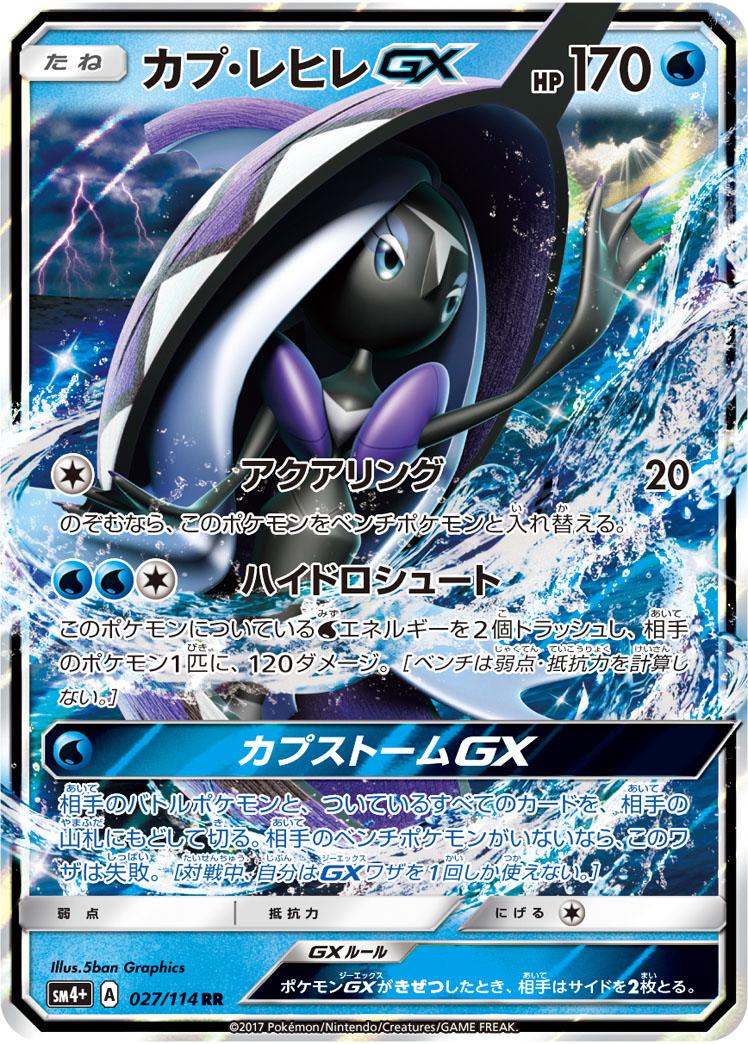 たね
カプ・レヒレGX
HP 170
アクアリング 20
のぞむなら、このポケモンをベンチポケモンと入れ替える。
ハイドロシュート
このポケモンについているエネルギーを2個トラッシュし、相手
のポケモン1匹に、120ダメージ。[ベンチは弱点・抵抗力を計算し
ない。]
カプストームGX
相手のバトルポケモンと、ついているすべてのカードを、相手の
山札にもどして切る。相手のベンチポケモンがいないなら、このワ
ザは失敗。[対戦中、自分はGXワザを1回しか使えない。]
弱点 抵抗力 にげる
Illus.5ban Graphics
GXルール
ポケモンGXがきぜつしたとき、相手はサイドを2枚とる。
SM4+ A 027/114 RR
©2017 Pokémon/Nintendo/Creatures/GAME FREAK.